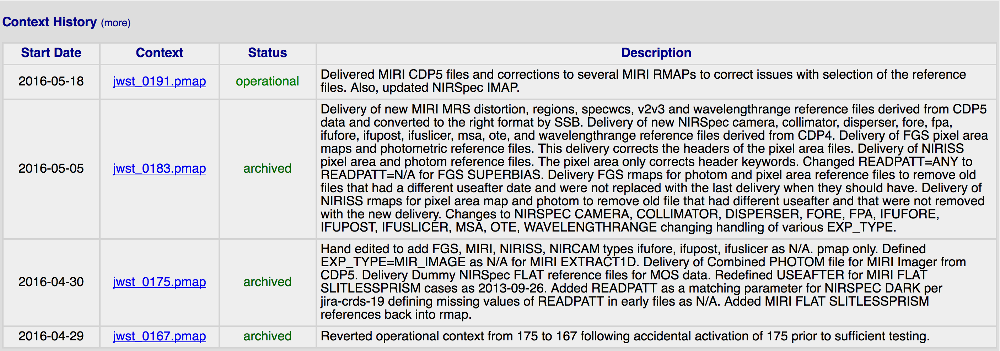 Context History (more)
Start Date Context Status Description
2016-05-18 jwst_0191.pmap operational
Delivered MIRI CDP5 files and corrections to several MIRI RMAPs to correct issues with selection of the reference
files. Also, updated NIRSpec IMAP.
2016-05-05 jwst_0183.pmap archived
Delivery of new MIRI MRS distortion, regions, specwcs, v2v3 and wavelengthrange reference files derived from CDP5
data and converted to the right format by SSB. Delivery of new NIRSpec camera, collimator, disperser, fore, fpa,
ifufore, ifupost, ifuslicer, msa, ote, and wavelengthrange reference files derived from CDP4. Delivery of FGS pixel area
maps and photometric reference files. This delivery corrects the headers of the pixel area files. Delivery of NIRISS
pixel area and photom reference files. The pixel area only corrects header keywords. Changed READPATT=ANY to
READPATT=N/A for FGS SUPERBIAS. Delivery FGS rmaps for photom and pixel area reference files to remove old
files that had a different useafter date and were not replaced with the last delivery when they should have. Delivery of
NIRISS rmaps for pixel area map and photom to remove old file that had different useafter and that were not removed
with the new delivery. Changes to NIRSPEC CAMERA, COLLIMATOR, DISPERSER, FORE, FPA, IFUFORE,
IFUPOST, IFUSLICER, MSA, OTE, WAVELENGTHRANGE changing handling of various EXP_TYPE.
2016-04-30 jwst_0175.pmap archived
Hand edited to add FGS, MIRI, NIRISS, NIRCAM types ifufore, ifupost, ifuslicer as N/A. pmap only. Defined
EXP_TYPE=MIR_IMAGE as N/A for MIRI EXTRACT1D. Delivery of Combined PHOTOM file for MIRI Imager from
CDP5. Delivery Dummy NIRSpec FLAT reference files for MOS data. Redefined USEAFTER for MIRI FLAT
SLITLESSPRISM cases as 2013-09-26. Added READPATT as a matching parameter for NIRSPEC DARK per
jira-crds-19 defining missing values of READPATT in early files as N/A. Added MIRI FLAT SLITLESSPRISM
references back into rmap.
2016-04-29 jwst_0167.pmap archived
Reverted operational context from 175 to 167 following accidental activation of 175 prior to sufficient testing.